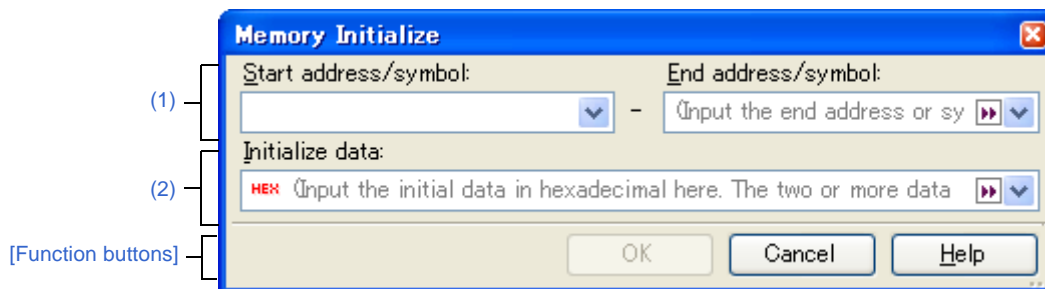 Memory Initialize
(1)
Start address/symbol:
End address/symbol:
-
(Input the end address or sy
(2)
Initialize data:
HEX (Input the initial data in hexadecimal here. The two or more data
[Function buttons]
OK
Cancel
Help